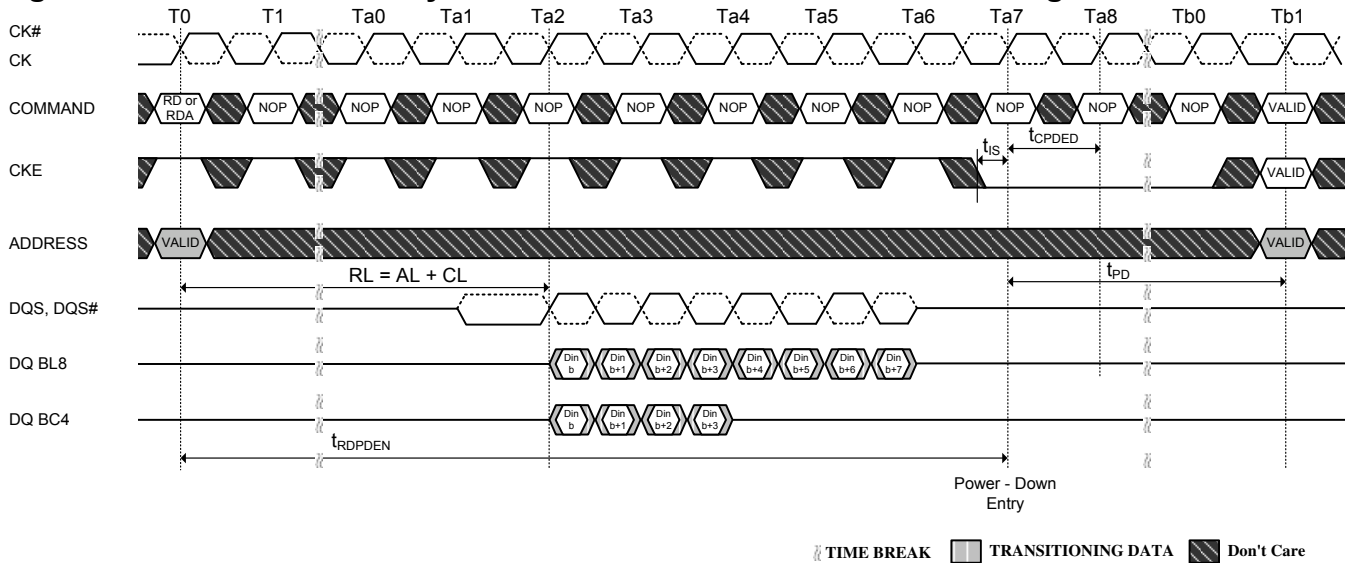 T0 T1 Ta0 Ta1 Ta2 Ta3 Ta4 Ta5 Ta6 Ta7 Ta8 Tb0 Tb1
CK#
CK
COMMAND
RD or
RDA
NOP NOP NOP NOP NOP NOP NOP NOP NOP NOP NOP VALID
tIS
tCPDED
CKE
VALID
ADDRESS
VALID
VALID
RL = AL + CL
tPD
DQS, DQS#
DQ BL8
Din
b
Din
b+1
Din
b+2
Din
b+3
Din
b+4
Din
b+5
Din
b+6
Din
b+7
DQ BC4
Din
b
Din
b+1
Din
b+2
Din
b+3
tRDPDEN
Power - Down
Entry
TIME BREAK TRANSITIONING DATA Don't Care